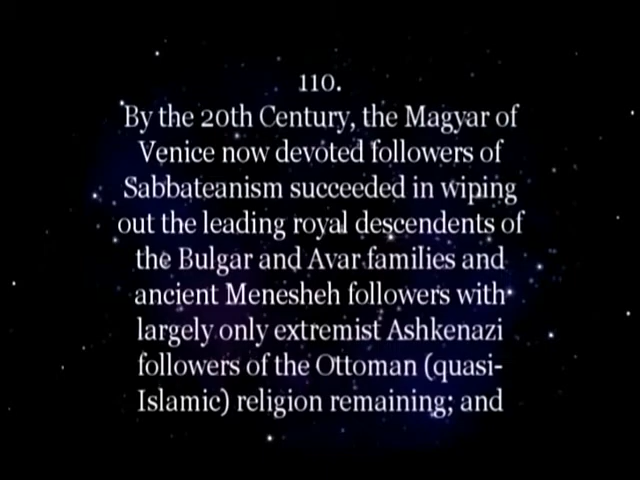 110.
By the 20th Century, the Magyar of
Venice now devoted followers of
Sabbateanism succeeded in wiping
out the leading royal descendents of
the Bulgar and Avar families and
ancient Menesheh followers with
largely only extremist Ashkenazi
followers of the Ottoman (quasi-
Islamic) religion remaining; and